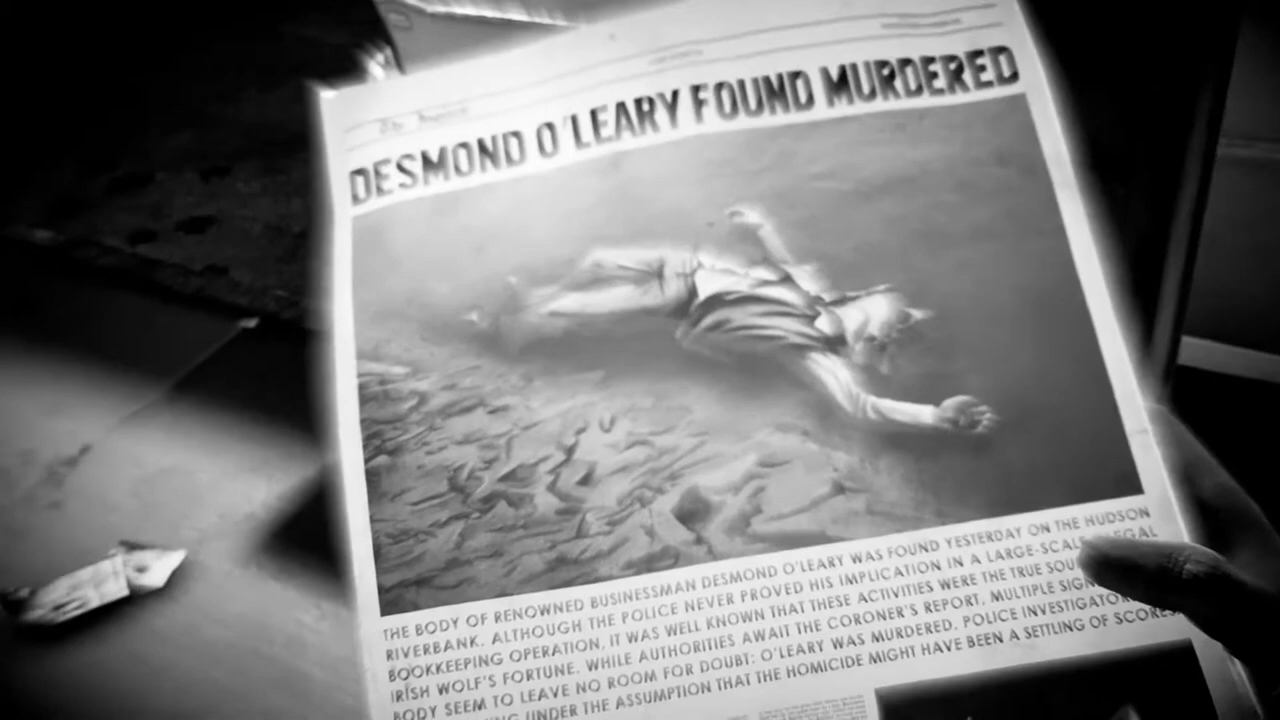 DESMOND O'LEARY FOUND MURDERED
THE BODY OF RENOWNED BUSINESSMAN DESMOND O'LEARY WAS FOUND YESTERDAY ON THE HUDSON
RIVERBANK. ALTHOUGH THE POLICE NEVER PROVED HIS IMPLICATION IN A LARGE-SCALE
BOOKKEEPING OPERATION, IT WAS WELL KNOWN THAT THESE ACTIVITIES WERE THE TRUE
IRISH WOLF'S FORTUNE. WHILE AUTHORITIES AWAIT THE CORONER'S REPORT, MULTIPLE
BODY SEEM TO LEAVE NO ROOM FOR DOUBT: O'LEARY WAS MURDERED. POLICE
UNDER THE ASSUMPTION THAT THE HOMICIDE MIGHT HAVE BEEN A SETTLING OF SCORES